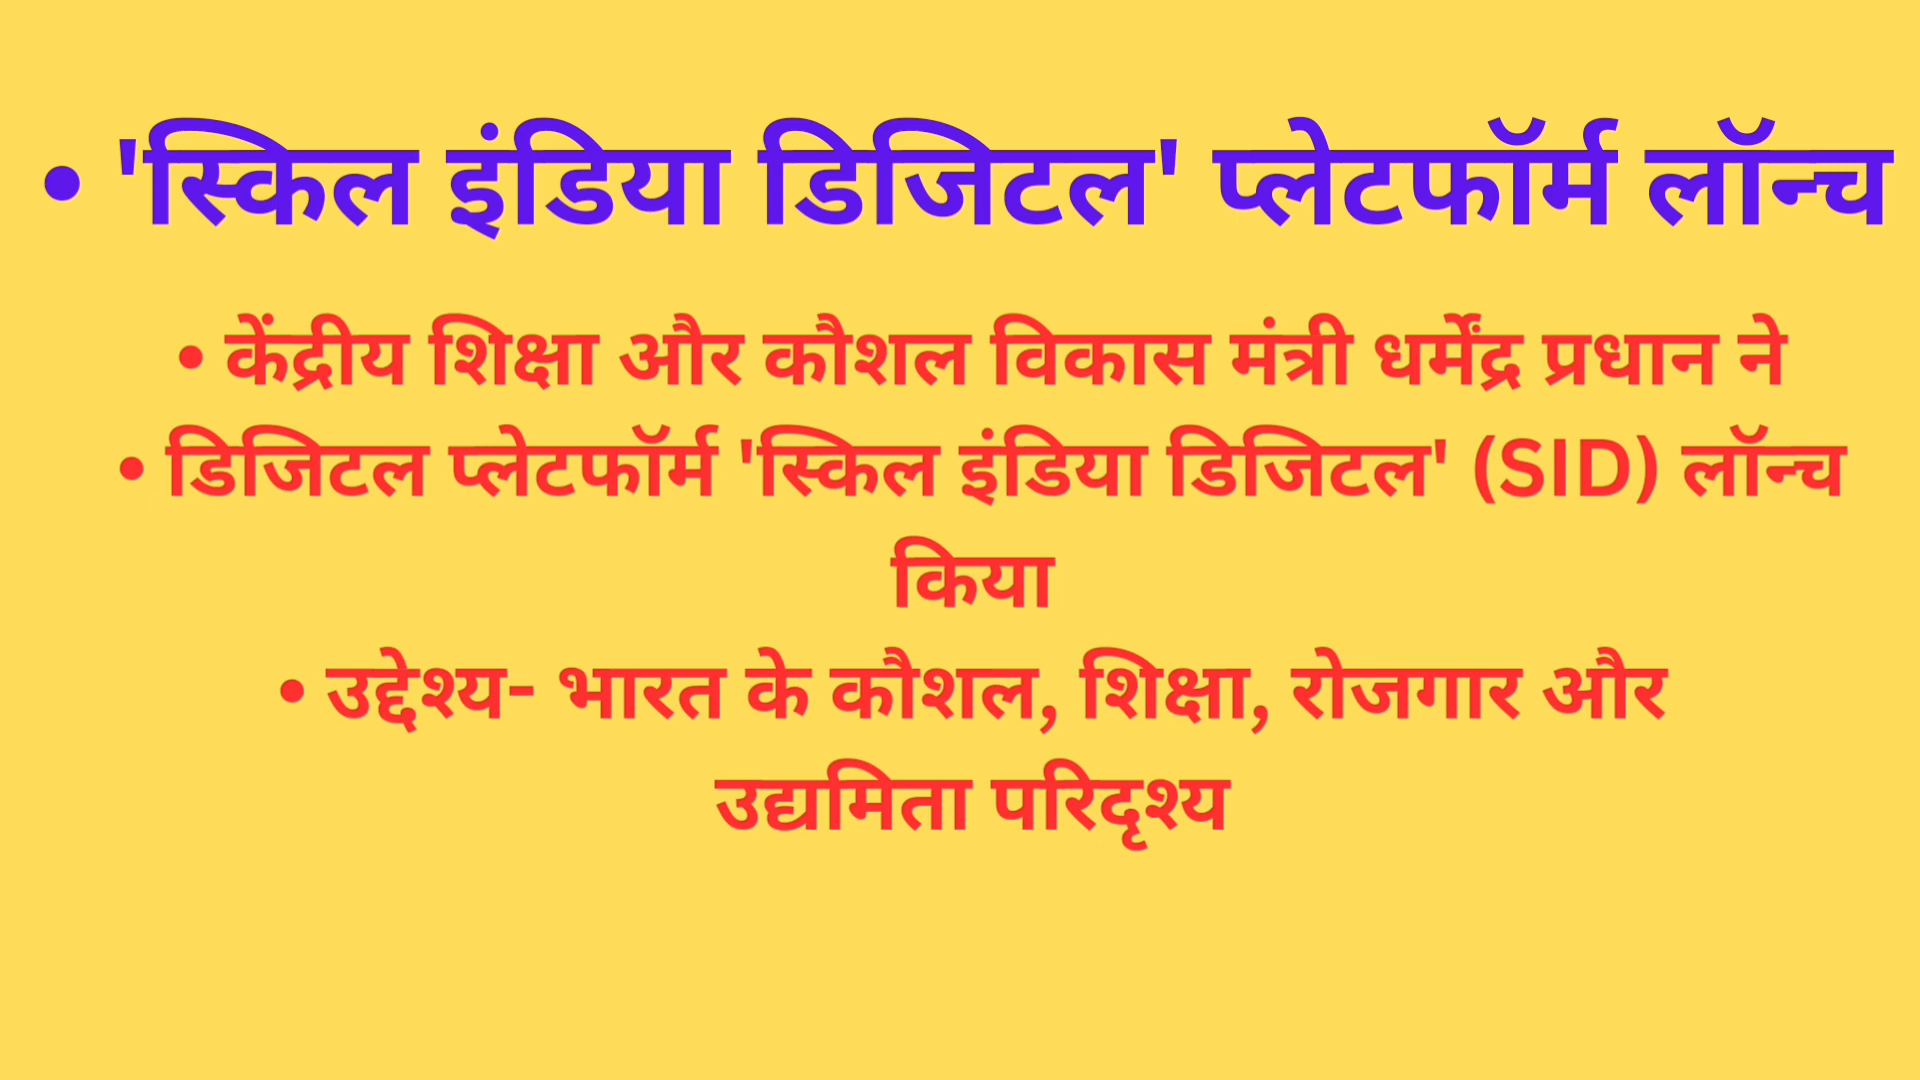 • 'स्किल इंडिया डिजिटल' प्लेटफॉर्म लॉन्च
• केंद्रीय शिक्षा और कौशल विकास मंत्री धर्मेंद्र प्रधान ने
• डिजिटल प्लेटफॉर्म 'स्किल इंडिया डिजिटल' (SID) लॉन्च
किया
• उद्देश्य- भारत के कौशल, शिक्षा, रोजगार और
उद्यमिता परिदृश्य